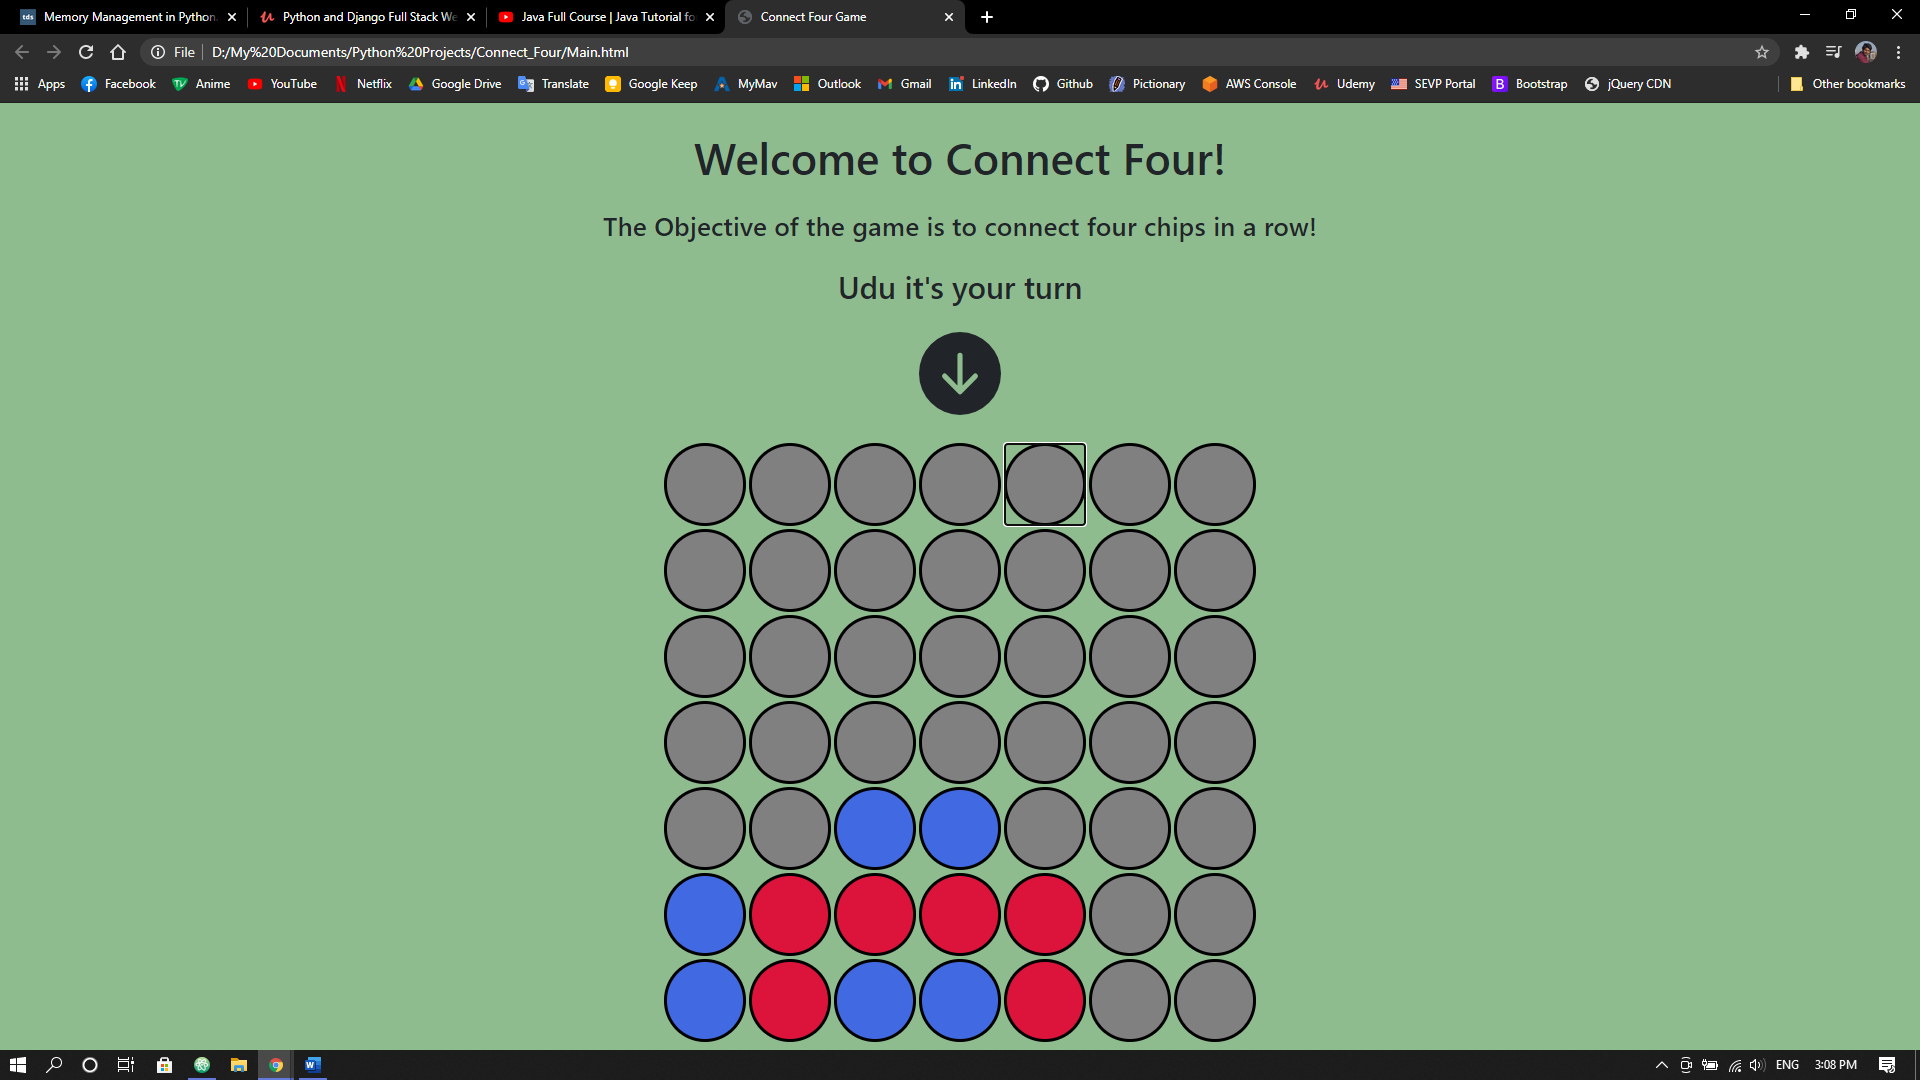 tds Memory Management in Python
Python and Django Full Stack We
Java Full Course | Java Tutorial fo
Connect Four Game
File D:/My%20Documents/Python%20Projects/Connect_Four/Main.html
Apps Facebook Anime YouTube Netflix Google Drive Translate Google Keep MyMav Outlook Gmail LinkedIn Github Pictionary AWS Console Udemy SEVP Portal B Bootstrap jQuery CDN Other bookmarks
Welcome to Connect Four!
The Objective of the game is to connect four chips in a row!
Udu it's your turn
ENG 3:08 PM